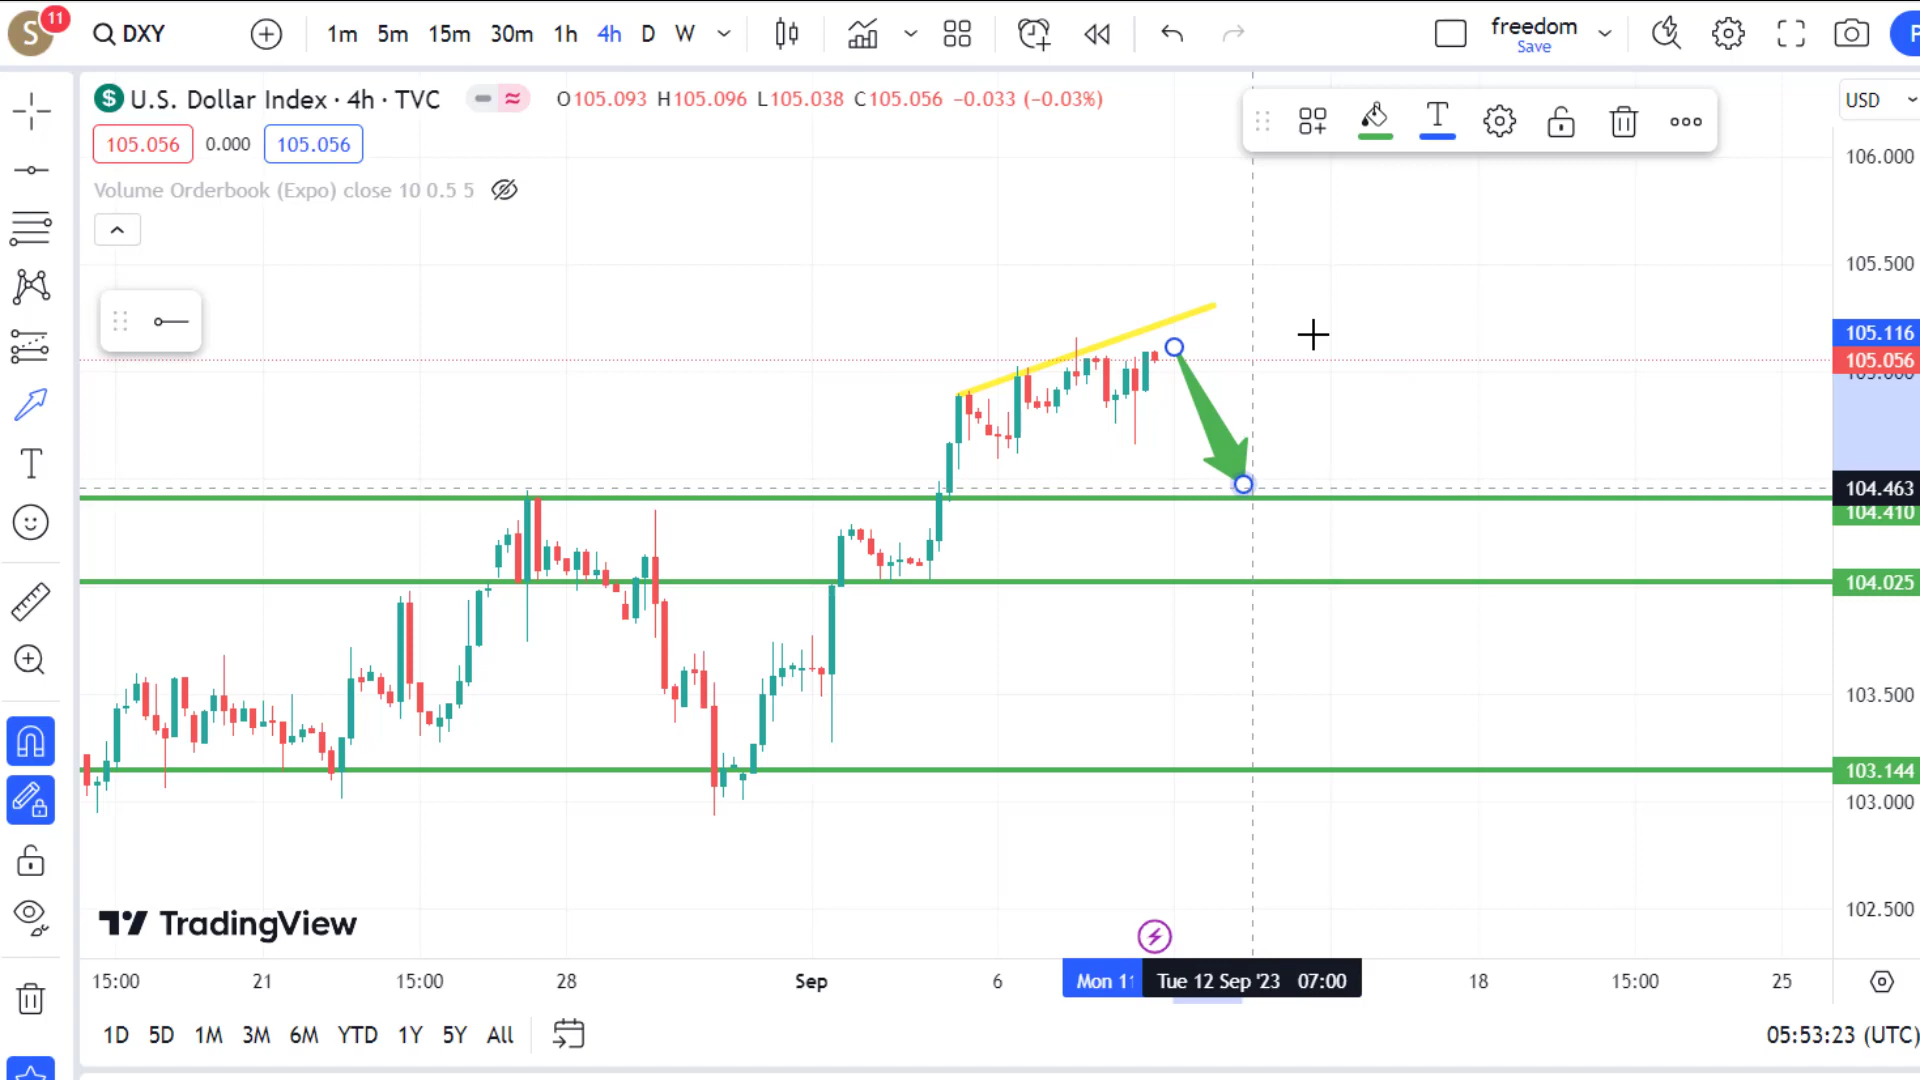 S 11
DXY
1m 5m 15m 30m 1h 4h D W
freedom
Save
U.S. Dollar Index · 4h · TVC
O105.093 H105.096 L105.038 C105.056 −0.033 (−0.03%)
USD
105.056 0.000 105.056
T
106.000
Volume Orderbook (Expo) close 10 0.5 5
105.500
105.116
105.056
T
104.463
104.410
104.025
103.500
103.144
103.000
102.500
TradingView
15:00 21 15:00 28 Sep 6 Mon 11 Tue 12 Sep '23 07:00 18 15:00 25
1D 5D 1M 3M 6M YTD 1Y 5Y All
05:53:23 (UTC)